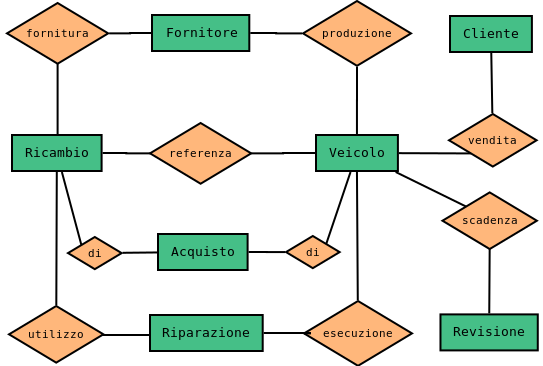 fornitura
Fornitore
produzione
Cliente
Ricambio
referenza
Veicolo
vendita
scadenza
di
Acquisto
di
utilizzo
Riparazione
esecuzione
Revisione